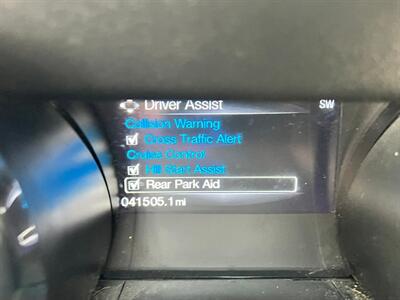 Driver Assist SW
Collision Warning
Cross Traffic Alert
Cruise Control
Hill Start Assist
Rear Park Aid
041505.1 mi